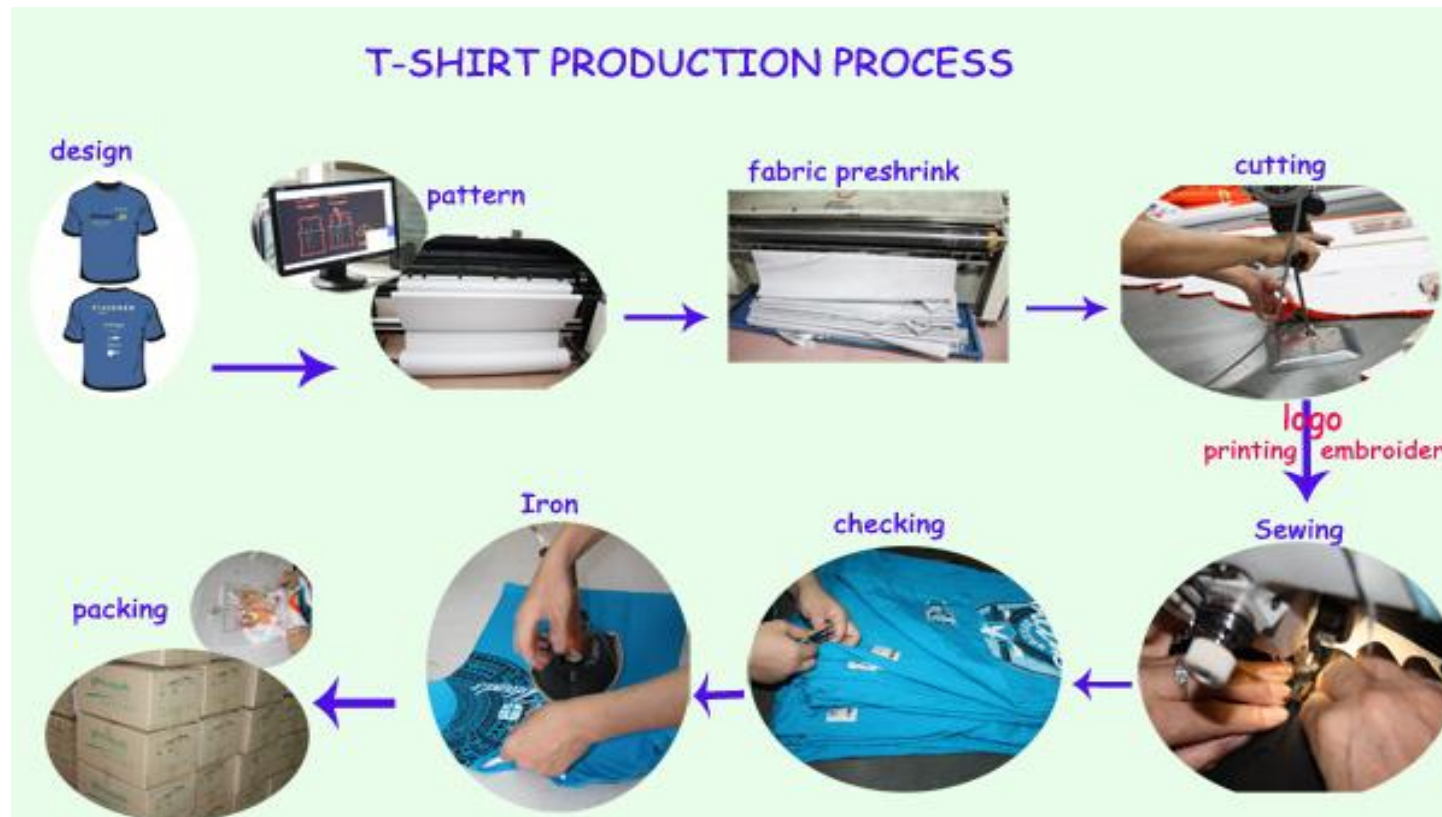 T-SHIRT PRODUCTION PROCESS
design
pattern
fabric preshrink
cutting
logo
printing embroider
Sewing
checking
Iron
packing